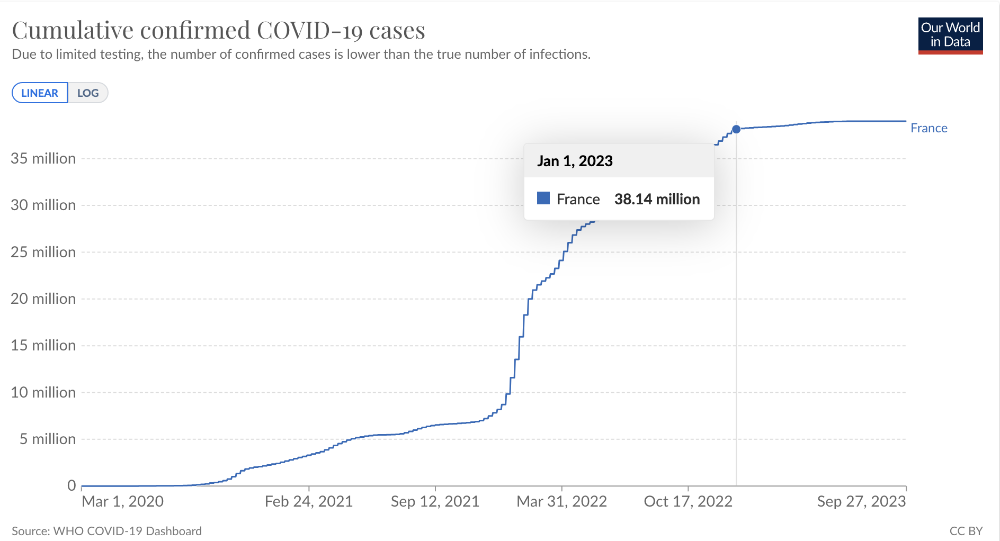 Cumulative confirmed COVID-19 cases
Due to limited testing, the number of confirmed cases is lower than the true number of infections.
Our World
in Data
LINEAR LOG
France
35 million
30 million
25 million
20 million
15 million
10 million
5 million
0
Jan 1, 2023
France 38.14 million
Mar 1, 2020 Feb 24, 2021 Sep 12, 2021 Mar 31, 2022 Oct 17, 2022 Sep 27, 2023
Source: WHO COVID-19 Dashboard CC BY